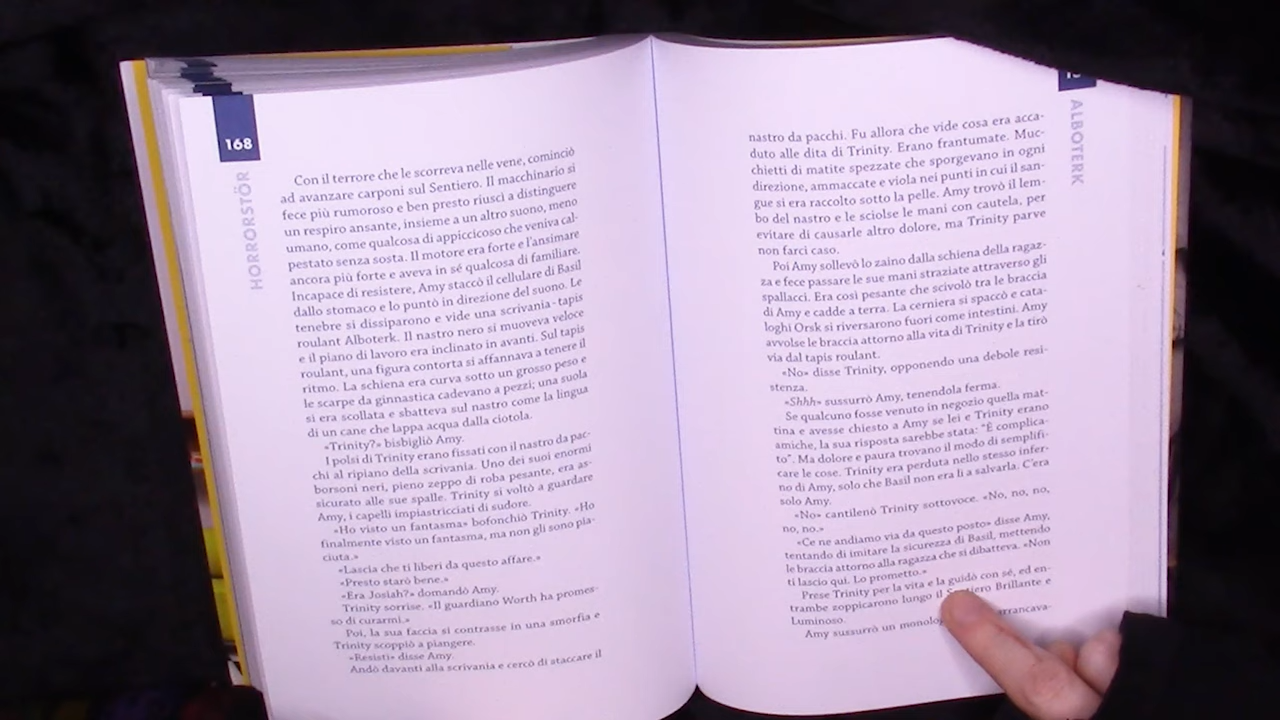 168
HORRORSTÖR
Con il terrore che le scorreva nelle vene, cominciò
ad avanzare carponi sul Sentiero. Il macchinario si
fece più rumoroso e ben presto riuscì a distinguere
un respiro ansante, insieme a un altro suono, meno
umano, come qualcosa di appiccicoso che veniva cal-
pestato senza sosta. Il motore era forte e l'ansimare
ancora più forte e aveva in sé qualcosa di familiare.
Incapace di resistere, Amy staccò il cellulare di Basil
dallo stomaco e lo puntò in direzione del suono. Le
tenebre si dissiparono e vide una scrivania-tapis
roulant Alboterk. Il nastro nero si muoveva veloce
e il piano di lavoro era inclinato in avanti. Sul tapis
roulant, una figura contorta si affannava a tenere il
ritmo. La schiena era curva sotto un grosso peso e
le scarpe da ginnastica cadevano a pezzi; una suola
si era scollata e sbatteva sul nastro come la lingua
di un cane che lappa acqua dalla ciotola.
«Trinity?» bisbigliò Amy.
I polsi di Trinity erano fissati con il nastro da pac-
chi al ripiano della scrivania. Uno dei suoi enormi
borsoni neri, pieno zeppo di roba pesante, era as-
sicurato alle sue spalle. Trinity si voltò a guardare
Amy, i capelli impiastricciati di sudore.
«Ho visto un fantasma» bofonchiò Trinity. «Ho
finalmente visto un fantasma, ma non gli sono pia-
ciuta.»
«Lascia che ti liberi da questo affare.»
«Presto starò bene.»
«Era Josiah?» domandò Amy.
Trinity sorrise. «Il guardiano Worth ha promes-
so di curarmi.»
Poi, la sua faccia si contrasse in una smorfia e
Trinity scoppiò a piangere.
«Resisti» disse Amy.
Andò davanti alla scrivania e cercò di staccare il
ALBOTERK
nastro da pacchi. Fu allora che vide cosa era acca-
duto alle dita di Trinity. Erano frantumate. Muc-
chietti di matite spezzate che sporgevano in ogni
direzione, ammaccate e viola nei punti in cui il san-
gue si era raccolto sotto la pelle. Amy trovò il lem-
bo del nastro e le sciolse le mani con cautela, per
evitare di causarle altro dolore, ma Trinity parve
non farci caso.
Poi Amy sollevò lo zaino dalla schiena della ragaz-
za e fece passare le sue mani straziate attraverso gli
spallacci. Era così pesante che scivolò tra le braccia
di Amy e cadde a terra. La cerniera si spaccò e cata-
loghi Orsk si riversarono fuori come intestini. Amy
avvolse le braccia attorno alla vita di Trinity e la tirò
via dal tapis roulant.
«No» disse Trinity, opponendo una debole resi-
stenza.
«Shhh» sussurrò Amy, tenendola ferma.
Se qualcuno fosse venuto in negozio quella mat-
tina e avesse chiesto a Amy se lei e Trinity erano
amiche, la sua risposta sarebbe stata: "È complica-
to". Ma dolore e paura trovano il modo di semplifi-
care le cose. Trinity era perduta nello stesso infer-
no di Amy, solo che Basil non era lì a salvarla. C'era
solo Amy.
«No» cantilenò Trinity sottovoce. «No, no, no,
no, no.»
«Ce ne andiamo via da questo posto» disse Amy,
tentando di imitare la sicurezza di Basil, mettendo
le braccia attorno alla ragazza che si dibatteva. «Non
ti lascio qui. Lo prometto.»
Prese Trinity per la vita e la guidò con sé, ed en-
trambe zoppicarono lungo il Sentiero Brillante e
Luminoso.
Amy sussurrò un